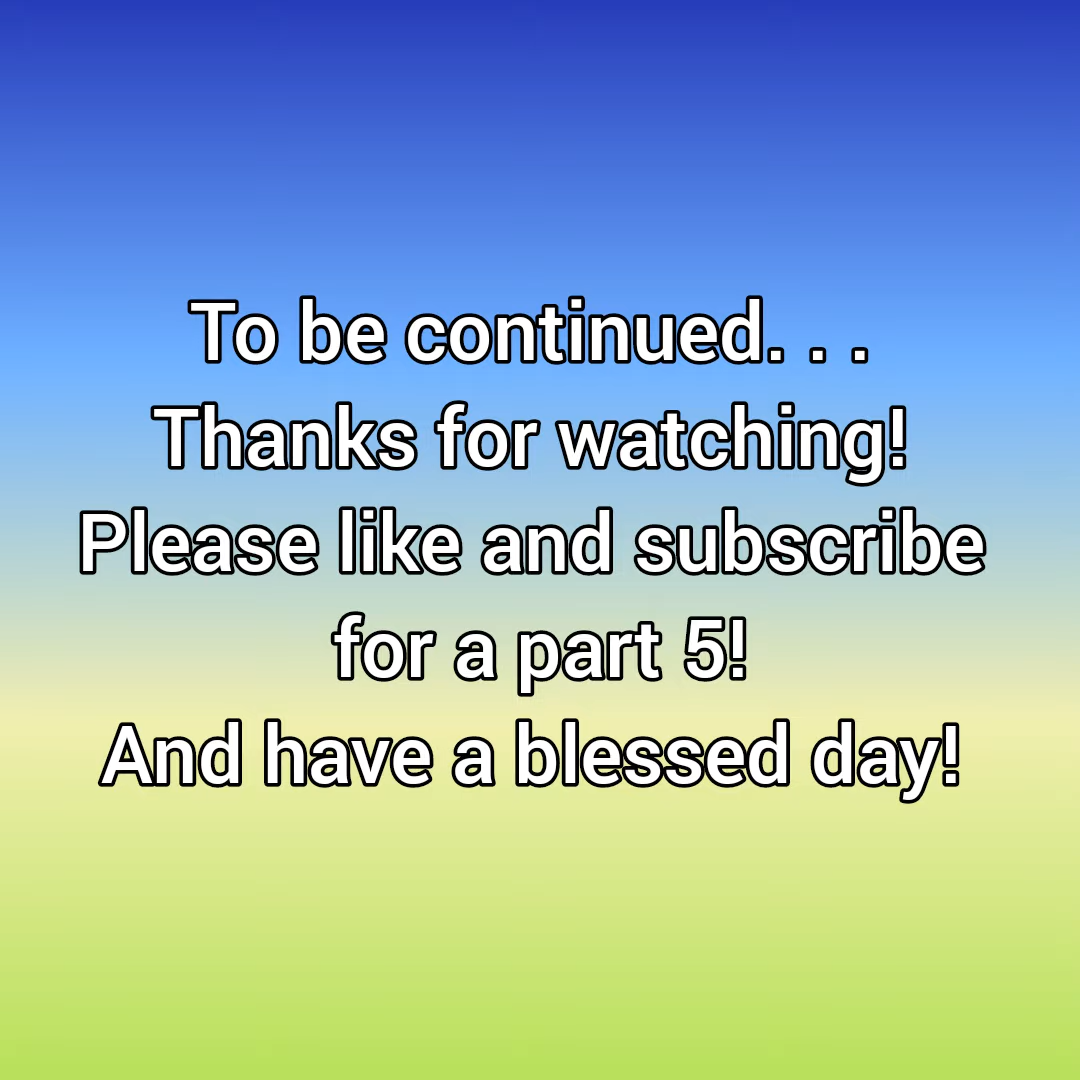 To be continued. . .
Thanks for watching!
Please like and subscribe
for a part 5!
And have a blessed day!